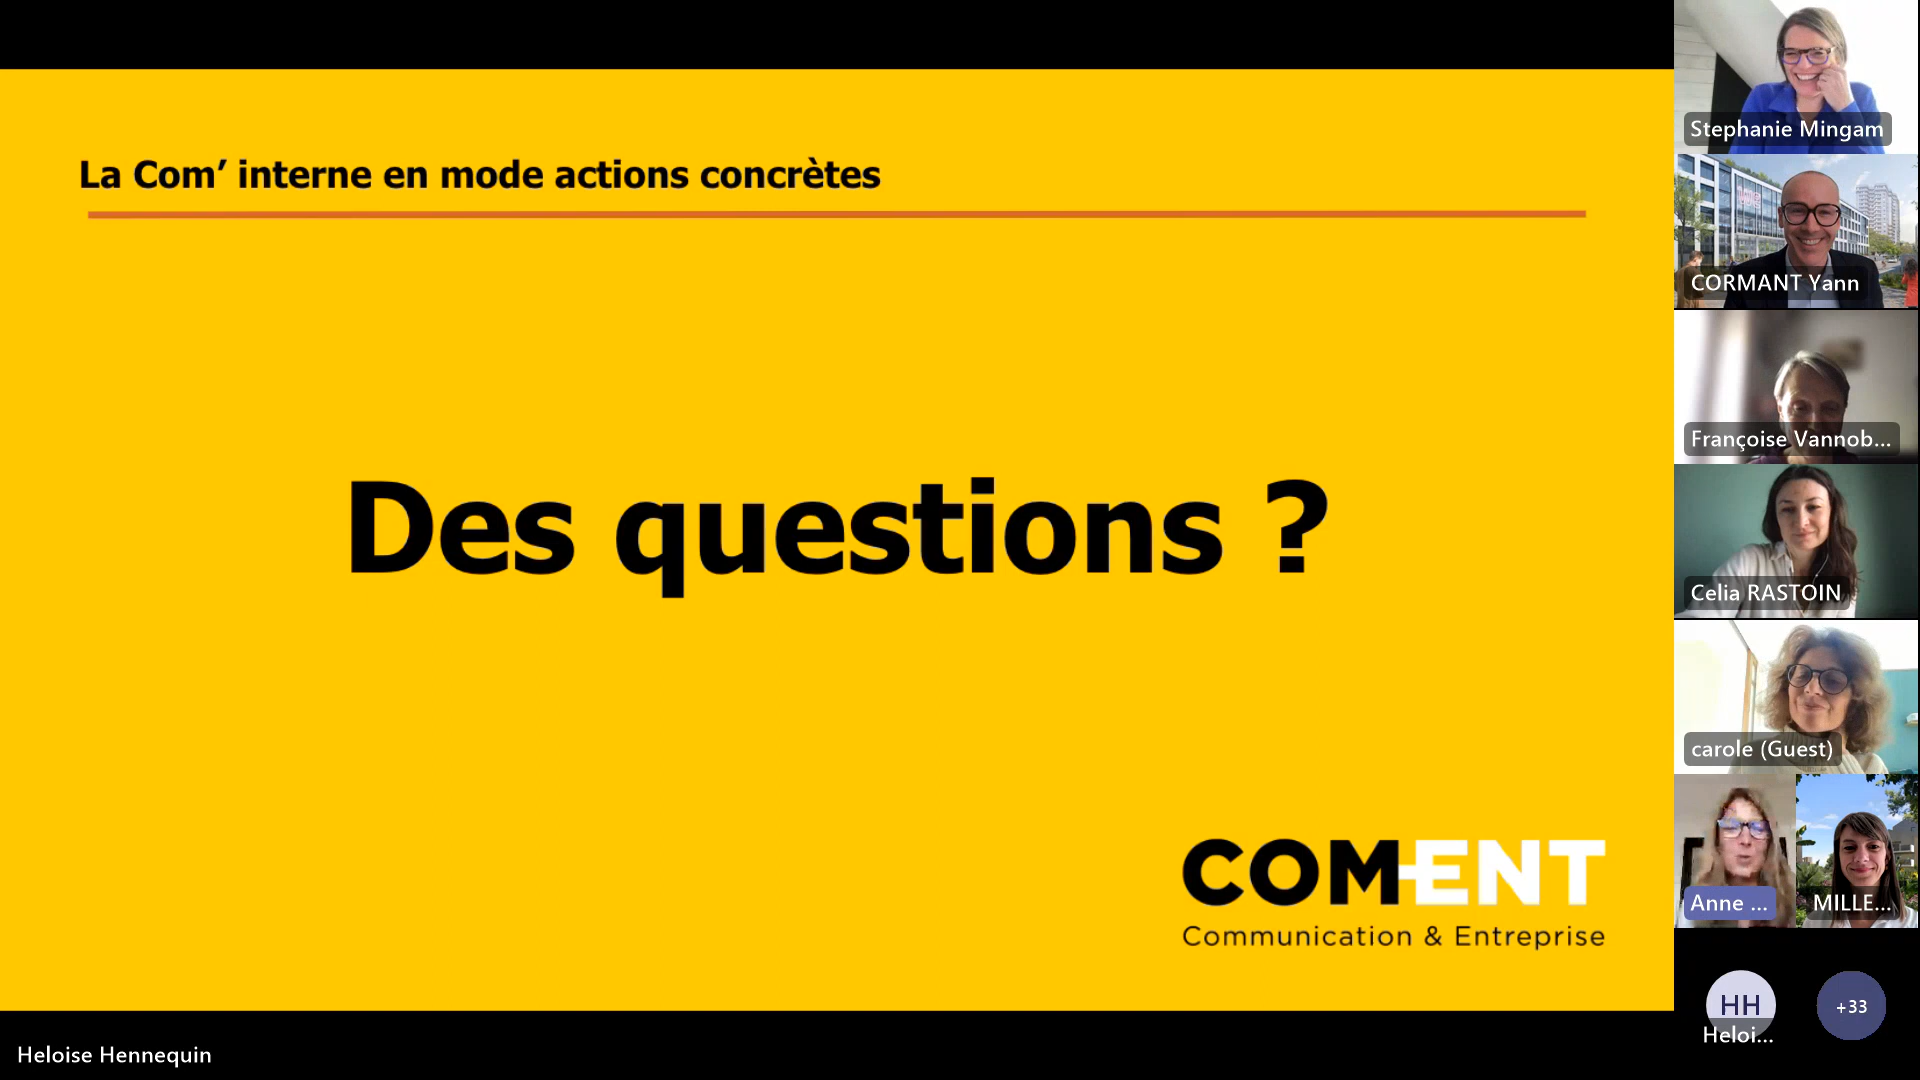 La Com’ interne en mode actions concrètes
Des questions ?
COMENT
Communication & Entreprise
Heloise Hennequin
Stephanie Mingam
CORMANT Yann
Françoise Vannob...
Celia RASTOIN
carole (Guest)
Anne ...
MILLE...
HH
Heloi...
+33